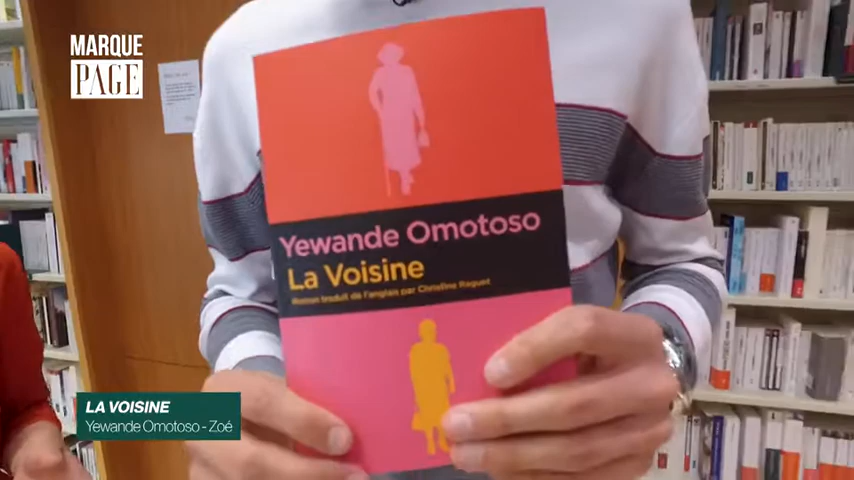 MARQUE
PAGE
Yewande Omotoso
La Voisine
Roman traduit de l'anglais par Christine Raguet
LA VOISINE
Yewande Omotoso - Zoé